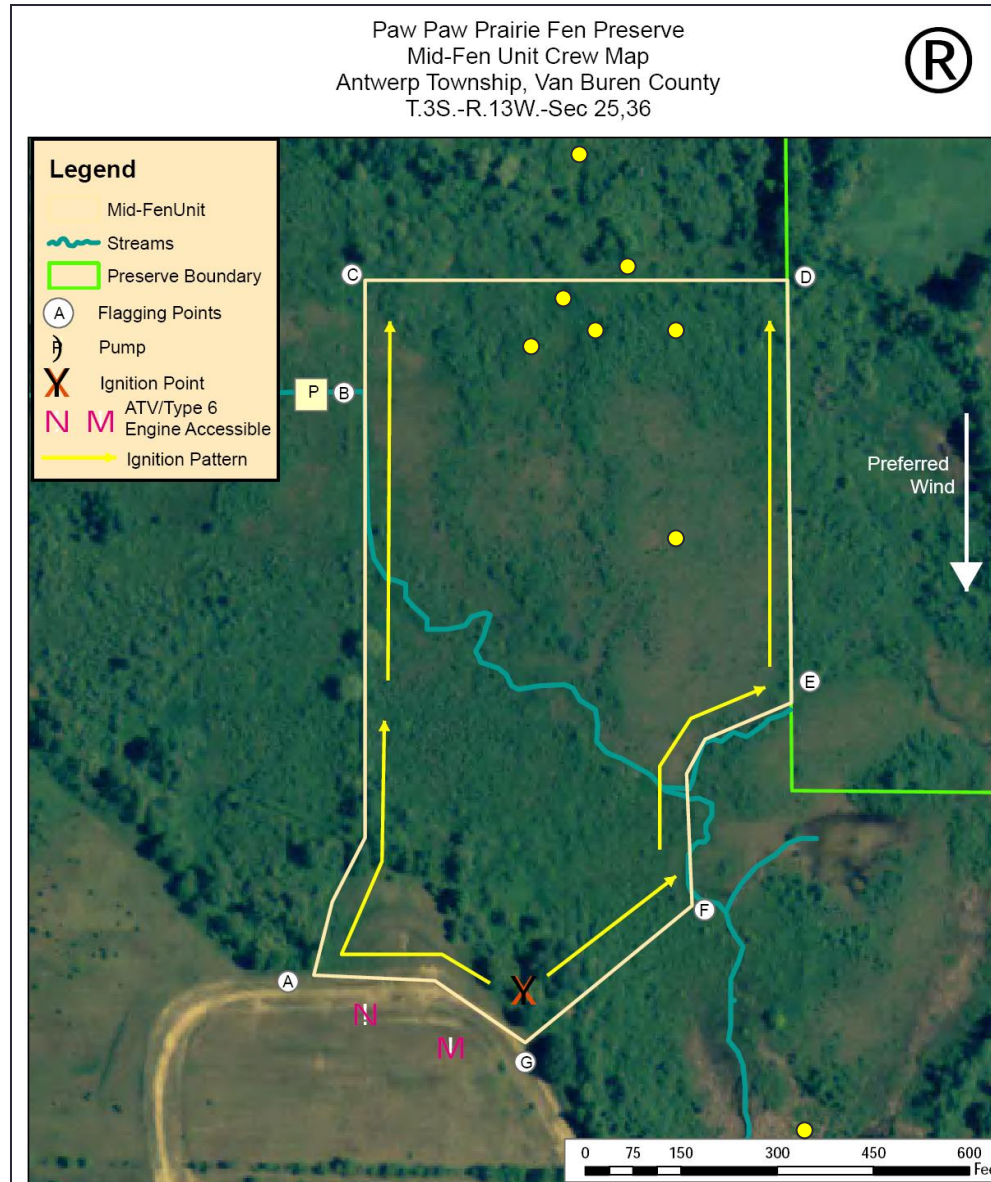 Paw Paw Prairie Fen Preserve
Mid-Fen Unit Crew Map
Antwerp Township, Van Buren County
T.3S.-R.13W.-Sec 25,36
®
Legend
Mid-FenUnit
Streams
Preserve Boundary
A Flagging Points
P Pump
X Ignition Point
N M ATV/Type 6
Engine Accessible
Ignition Pattern
C
D
P B
Preferred
Wind
E
F
A
X
N
M
G
0 75 150 300 450 600
Fee